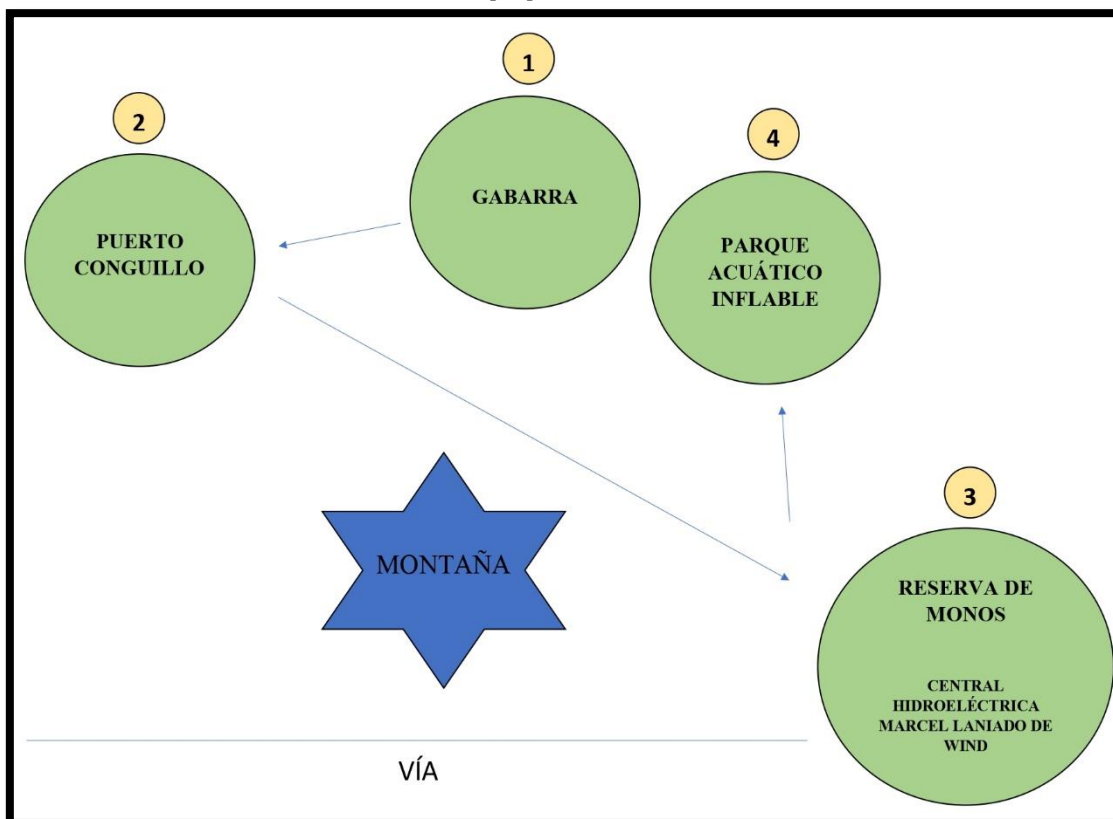 1
GABARRA
2
PUERTO
CONGUILLO
4
PARQUE
ACUÁTICO
INFLABLE
MONTAÑA
3
RESERVA DE
MONOS
CENTRAL
HIDROELÉCTRICA
MARCEL LANIADO DE
WIND
VÍA